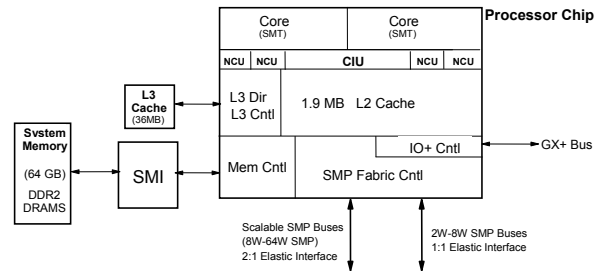 Processor Chip
Core
(SMT)
Core
(SMT)
NCU
NCU
CIU
NCU
NCU
L3
Cache
(36MB)
L3 Dir
L3 Cntl
1.9 MB L2 Cache
System
Memory
(64 GB)
DDR2
DRAMS
SMI
Mem Cntl
IO+ Cntl
GX+ Bus
SMP Fabric Cntl
Scalable SMP Buses
(8W-64W SMP)
2:1 Elastic Interface
2W-8W SMP Buses
1:1 Elastic Interface